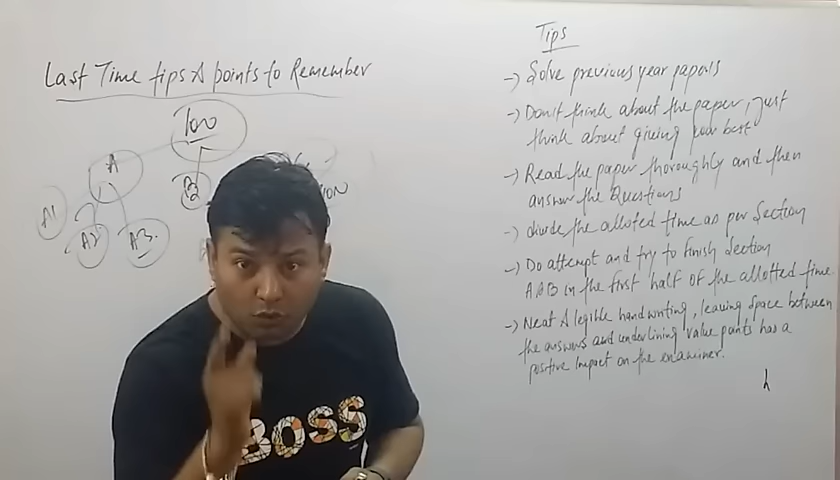 Last Time tips & points to Remember
100
A
A1
A2
A3.
B
ION
BOSS
Tips
-) Solve previous year papers
-) Don't think about the paper, just
think about giving your best
-) Read the paper thoroughly and then
answer the Questions
-) divide the alloted time as per Section
-) Do attempt and try to finish Section
A&B in the first half of the allotted time
-) Neat & legible handwriting, leaving Space between
the answers and underlining value points has a
positive impact on the examiner.